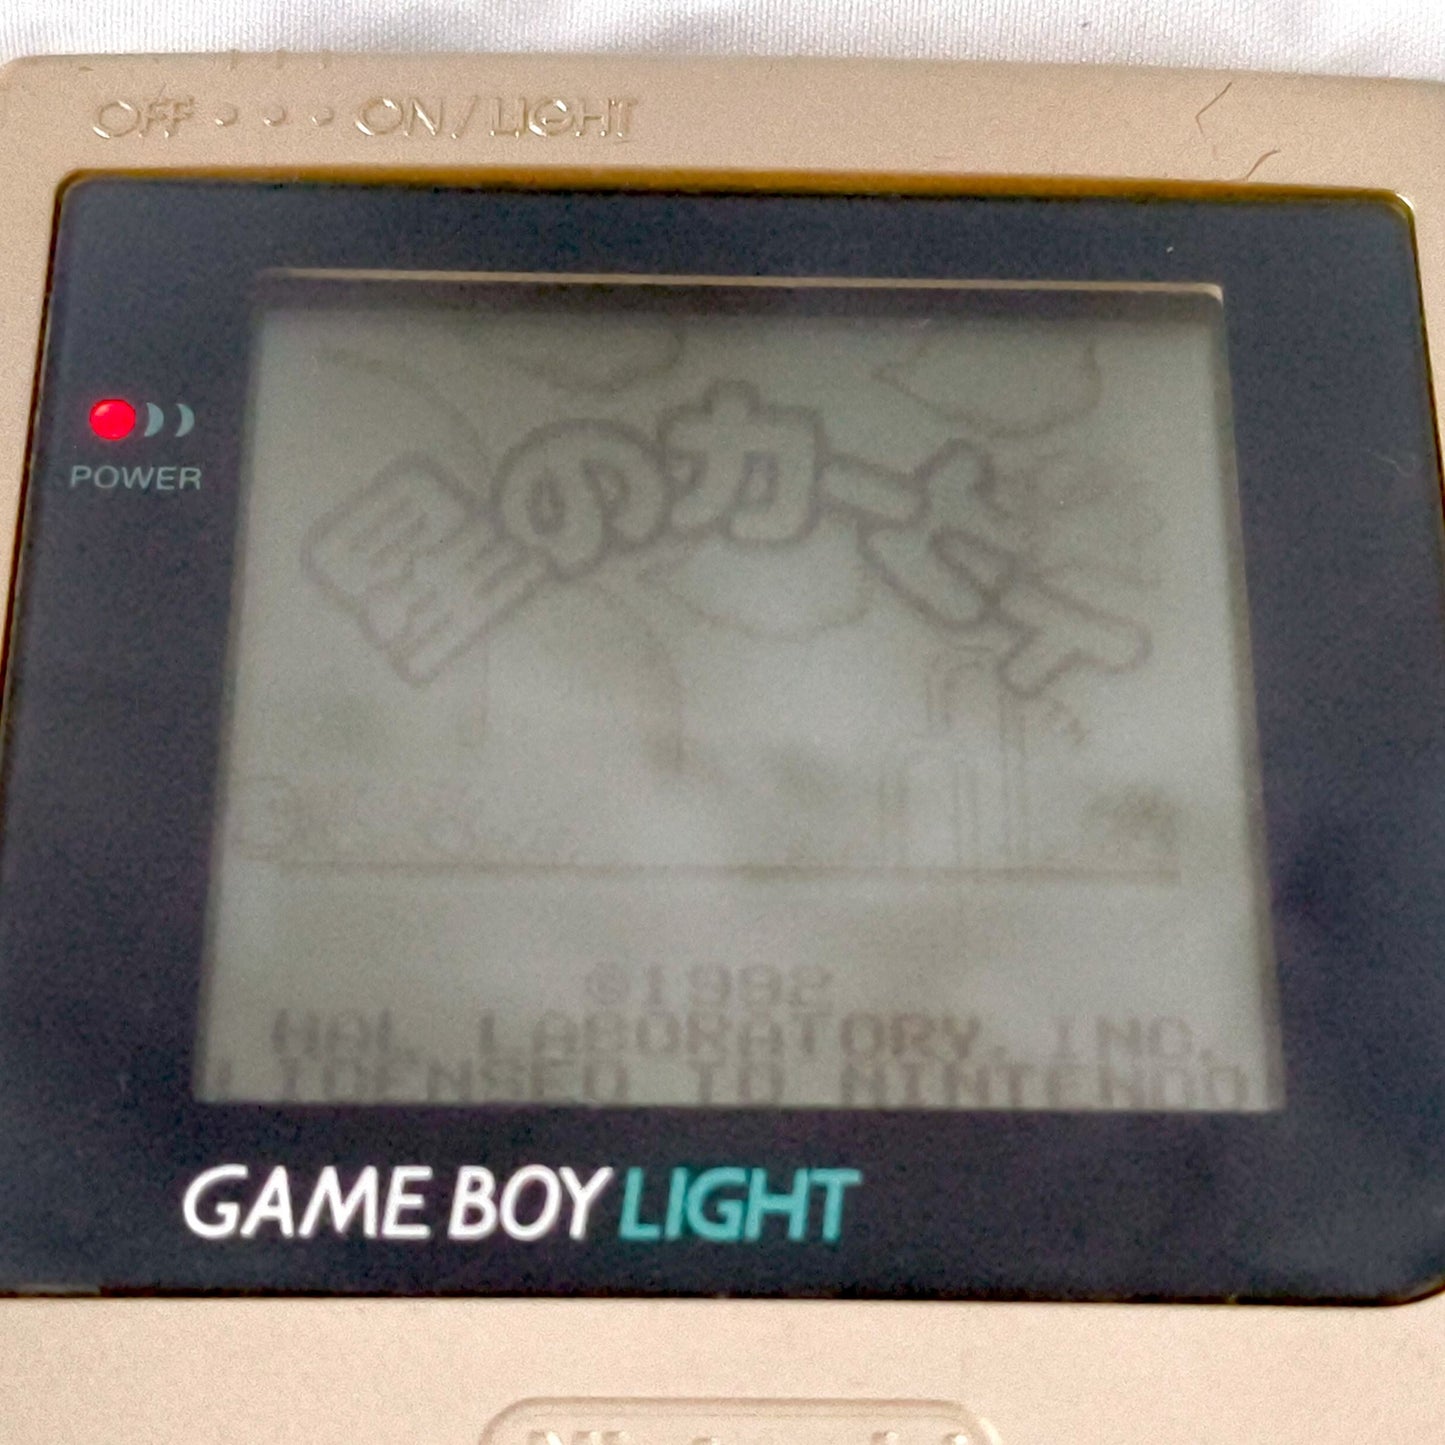 OFF • • • ON/LIGHT
POWER
星のカービィ
©1992
HAL LABORATORY, INC.
LICENSED TO NINTENDO
GAME BOY LIGHT
Nintendo